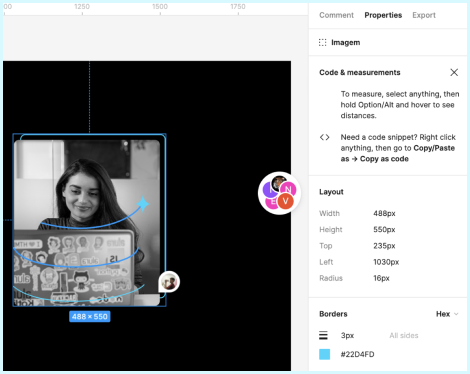 00 1250 1500 1750
Comment Properties Export
Imagem
Code & measurements
To measure, select anything, then
hold Option/Alt and hover to see
distances.
Need a code snippet? Right click
anything, then go to Copy/Paste
as → Copy as code
Layout
Width 488px
Height 550px
Top 235px
Left 1030px
Radius 16px
N
E
V
488 × 550
Borders Hex
3px All sides
#22D4FD